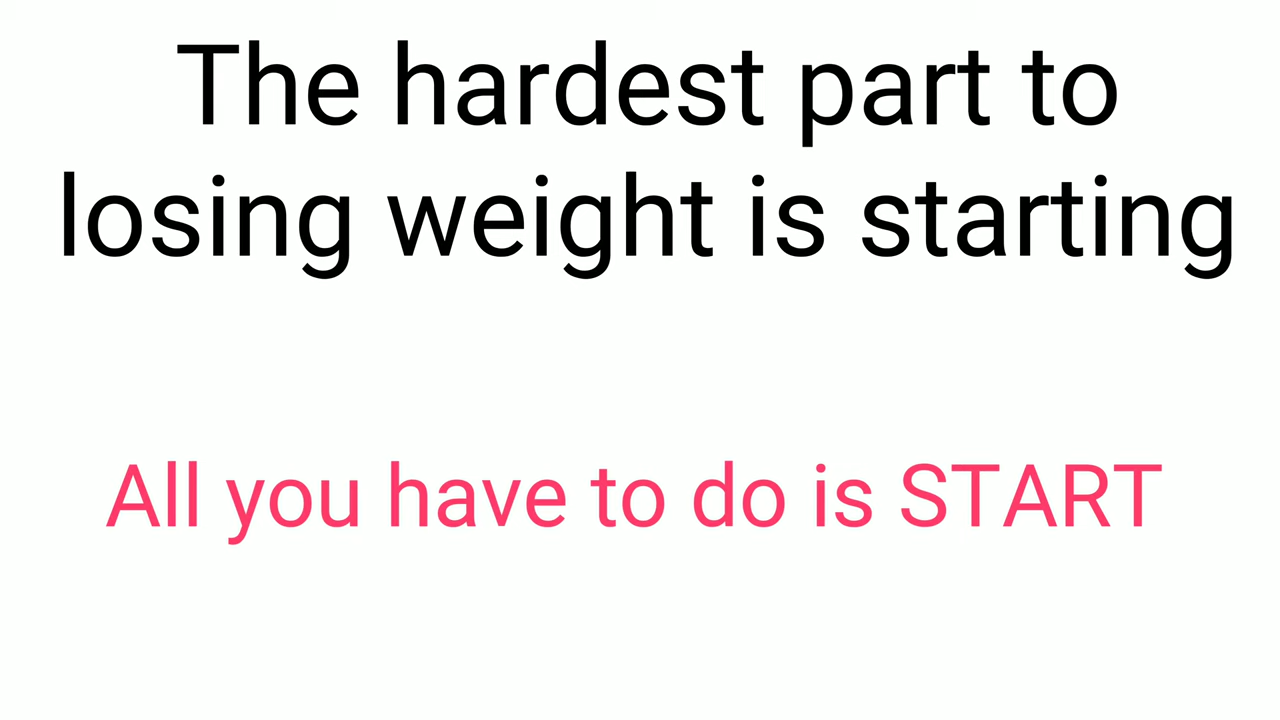 The hardest part to
losing weight is starting
All you have to do is START